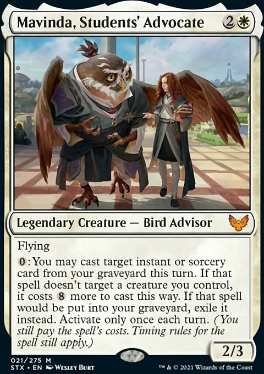 Mavinda, Students' Advocate 2
Legendary Creature — Bird Advisor
Flying
0: You may cast target instant or sorcery
card from your graveyard this turn. If that
spell doesn't target a creature you control,
it costs 8 more to cast this way. If that spell
would be put into your graveyard, exile it
instead. Activate only once each turn. (You
still pay the spell's costs. Timing rules for the
spell still apply.)
2/3
021/275 M
STX • EN Wesley Burt ™ & © 2021 Wizards of the Coast